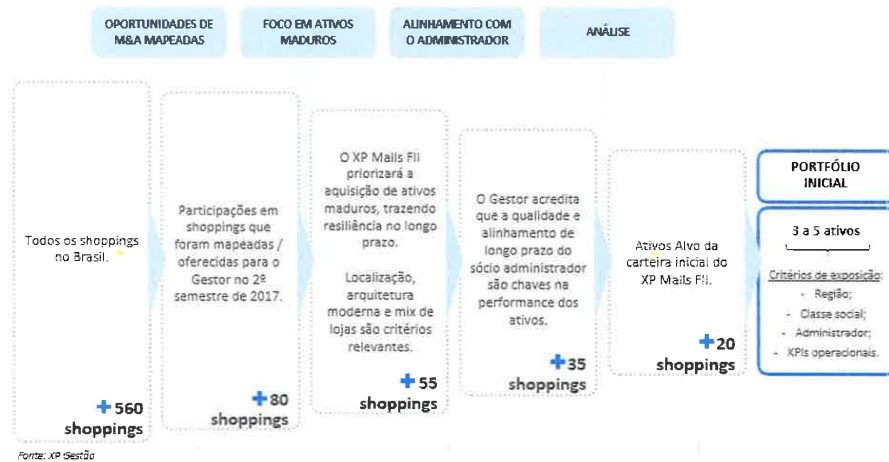 OPORTUNIDADES DE
M&A MAPEADAS
FOCO EM ATIVOS
MADUROS
ALINHAMENTO COM
O ADMINISTRADOR
ANÁLISE
Todos os shoppings
no Brasil.
+ 560
shoppings
Participações em
shoppings que
foram mapeadas /
oferecidas para o
Gestor no 2º
semestre de 2017.
+ 80
shoppings
O XP Malls FII
priorizará a
aquisição de ativos
maduros, trazendo
resiliência no longo
prazo.
Localização,
arquitetura
moderna e mix de
lojas são critérios
relevantes.
+ 55
shoppings
O Gestor acredita
que a qualidade e
alinhamento de
longo prazo do
sócio administrador
são chaves na
performance dos
ativos.
+ 35
shoppings
Ativos Alvo da
carteira inicial do
XP Malls FII.
+ 20
shoppings
PORTFÓLIO
INICIAL
3 a 5 ativos
Critérios de exposição:
- Região;
- Classe social;
- Administrador;
- KPIs operacionais.
Fonte: XP Gestão